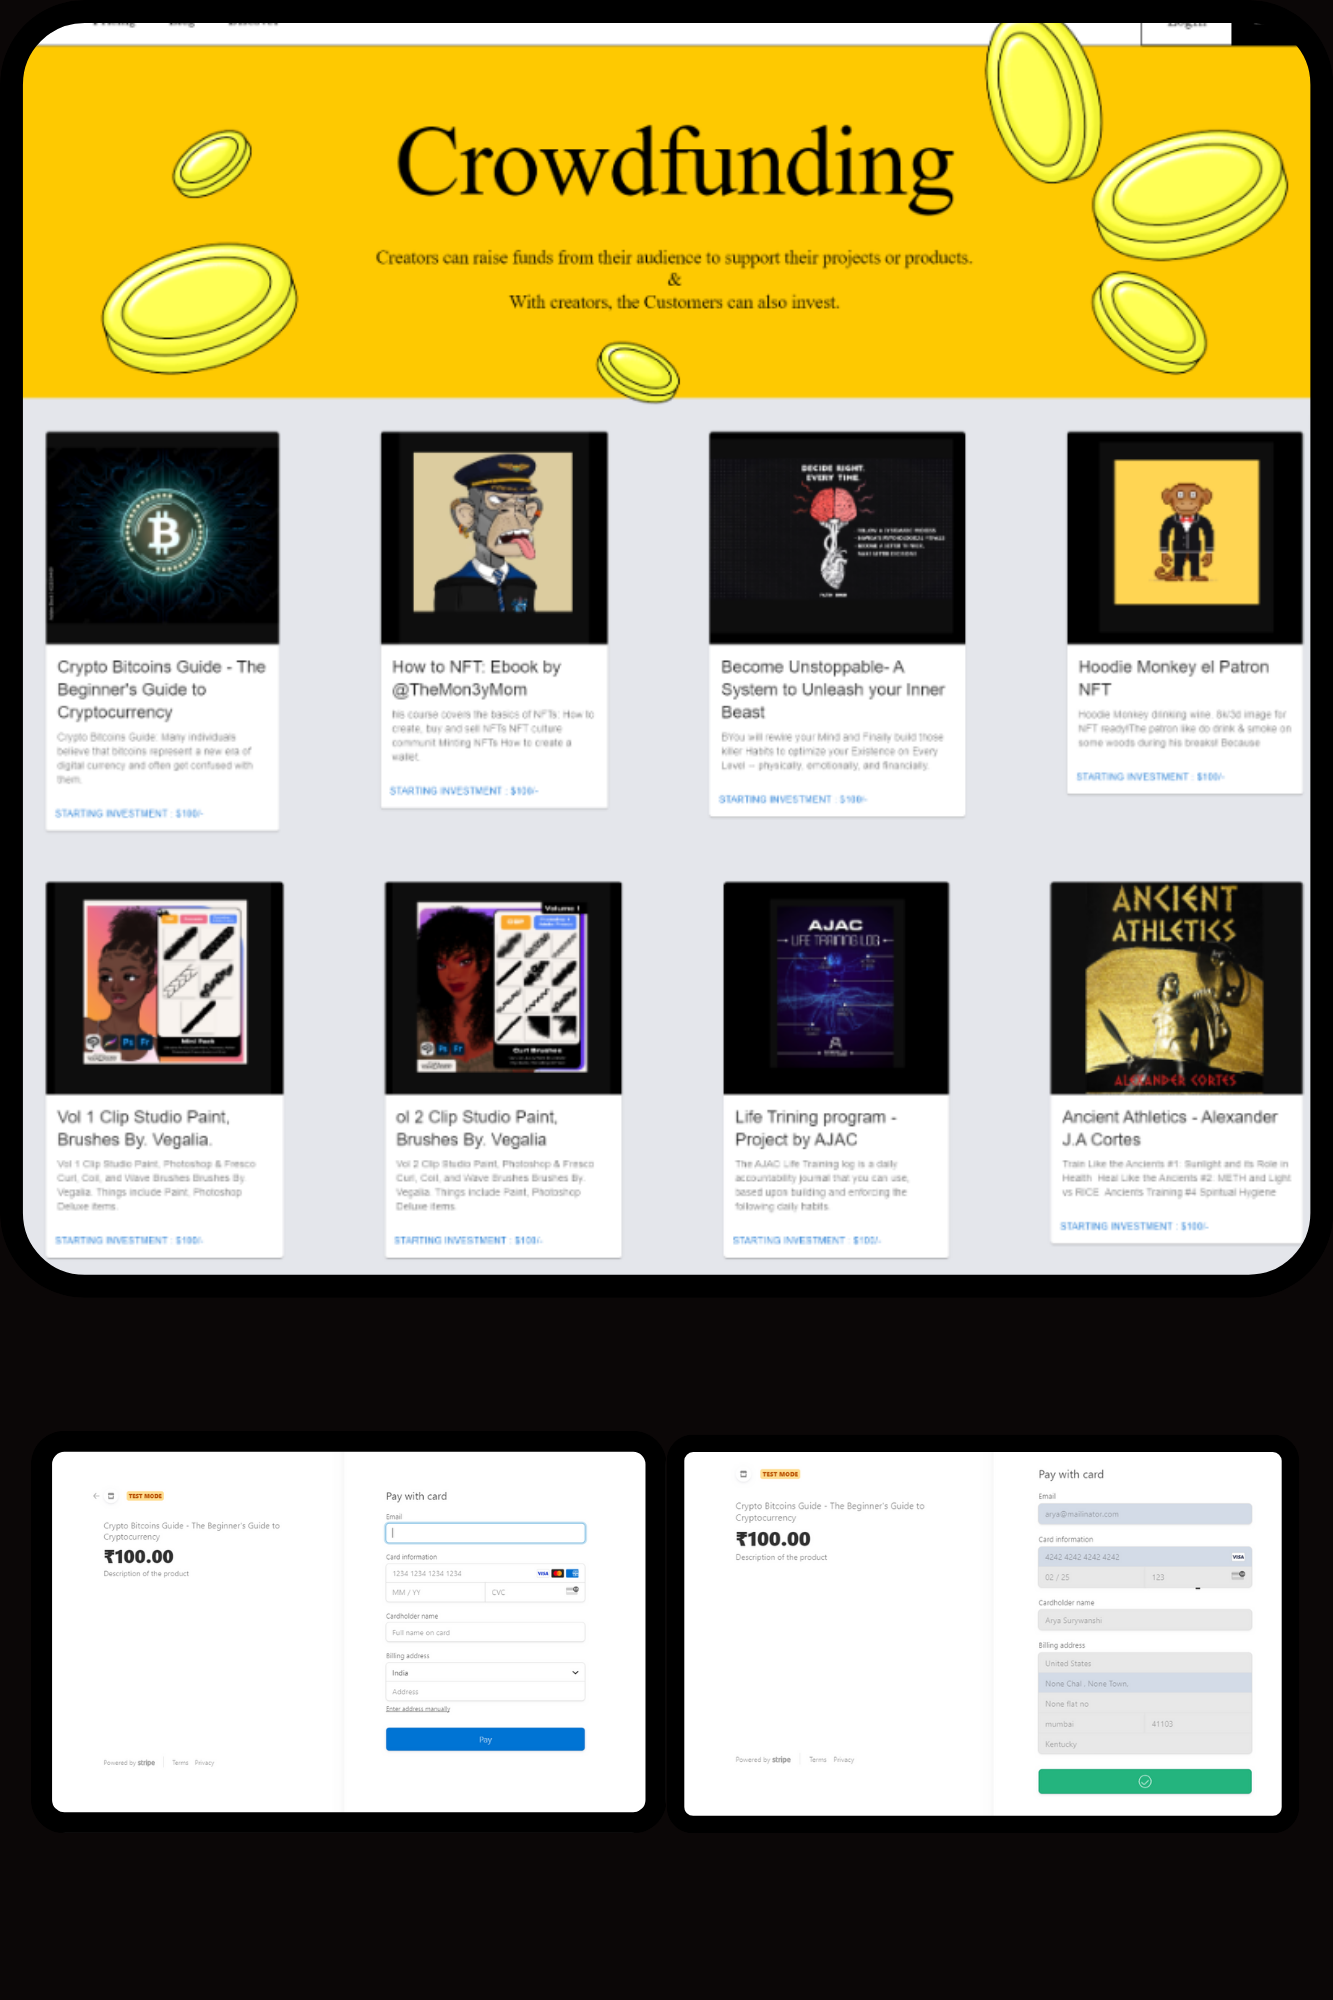 Pricing Blog Discover
Login
Crowdfunding
Creators can raise funds from their audience to support their projects or products.
&
With creators, the Customers can also invest.
Crypto Bitcoins Guide - The
Beginner's Guide to
Cryptocurrency
Crypto Bitcoins Guide: Many individuals
believe that bitcoins represent a new era of
digital currency and often get confused with
them.
STARTING INVESTMENT : $100/-
How to NFT: Ebook by
@TheMon3yMom
his course covers the basics of NFTs: How to
create, buy and sell NFTs NFT culture
communit Minting NFTs How to create a
wallet.
STARTING INVESTMENT : $100/-
DECIDE RIGHT.
EVERY TIME.
Become Unstoppable- A
System to Unleash your Inner
Beast
B'You will rewire your Mind and Finally build those
killer Habits to optimize your Existence on Every
Level -- physically, emotionally, and financially.
STARTING INVESTMENT : $100/-
Hoodie Monkey el Patron
NFT
Hoodie Monkey drinking wine, 8k/3d image for
NFT ready!The patron like do drink & smoke on
some woods during his breaks! Because
STARTING INVESTMENT : $100/-
Ps Fr
Mini Pack
Vol 1 Clip Studio Paint,
Brushes By. Vegalia.
Vol 1 Clip Studio Paint, Photoshop & Fresco
Curl, Coil, and Wave Brushes Brushes By.
Vegalia. Things include Paint, Photoshop
Deluxe items.
STARTING INVESTMENT : $100/-
Volume 1
Ps Fr
Curl Brushes
ol 2 Clip Studio Paint,
Brushes By. Vegalia
Vol 2 Clip Studio Paint, Photoshop & Fresco
Curl, Coil, and Wave Brushes Brushes By.
Vegalia. Things include Paint, Photoshop
Deluxe items.
STARTING INVESTMENT : $100/-
AJAC
LIFE TRAINING LOG
Life Trining program -
Project by AJAC
The AJAC Life Training log is a daily
accountability journal that you can use,
based upon building and enforcing the
following daily habits.
STARTING INVESTMENT : $100/-
ANCIENT
ATHLETICS
ALEXANDER CORTES
Ancient Athletics - Alexander
J.A Cortes
Train Like the Ancients #1: Sunlight and its Role in
Health Heal Like the Ancients #2: METH and Light
vs RICE Ancients Training #4 Spiritual Hygiene
STARTING INVESTMENT : $100/-
TEST MODE
Crypto Bitcoins Guide - The Beginner's Guide to
Cryptocurrency
₹100.00
Description of the product
Powered by stripe Terms Privacy
Pay with card
Email
Card information
1234 1234 1234 1234 VISA
MM / YY CVC
Cardholder name
Full name on card
Billing address
India
Address
Enter address manually
Pay
TEST MODE
Crypto Bitcoins Guide - The Beginner's Guide to
Cryptocurrency
₹100.00
Description of the product
Powered by stripe Terms Privacy
Pay with card
Email
arya@mailinator.com
Card information
4242 4242 4242 4242 VISA
02 / 25 123
Cardholder name
Arya Surywanshi
Billing address
United States
None Chal . None Town,
None flat no
mumbai 41103
Kentucky